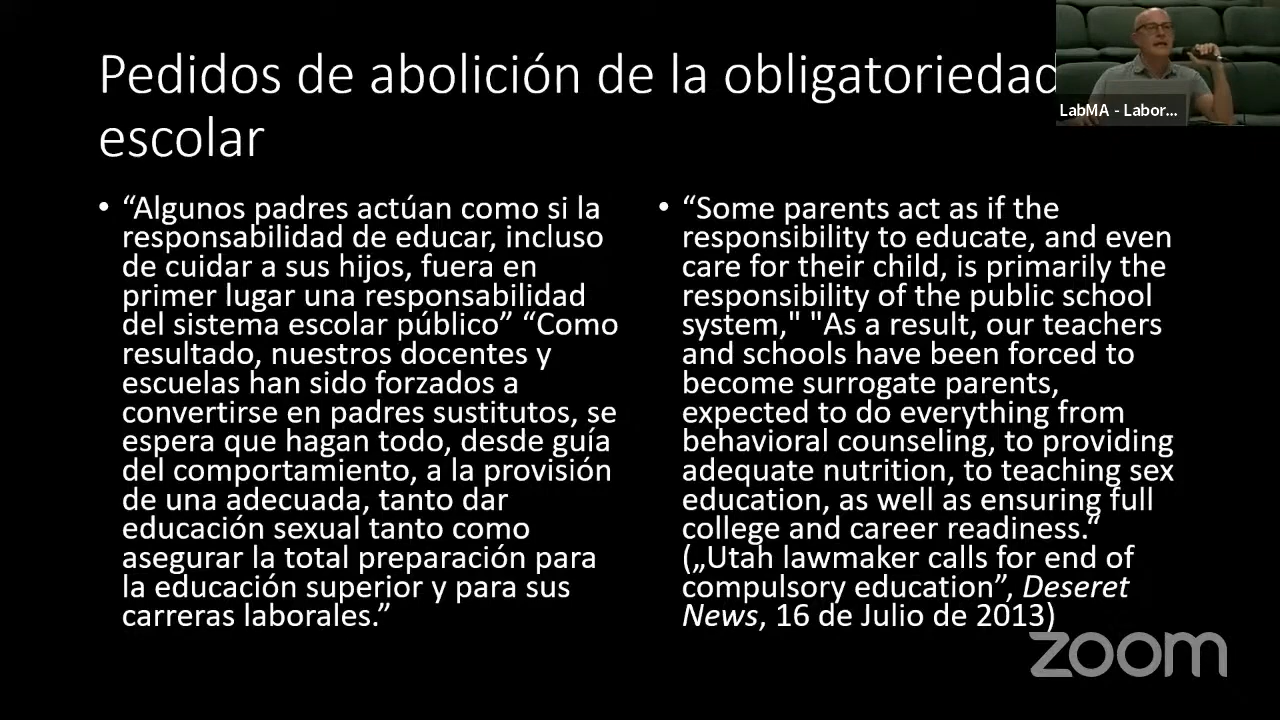 Pedidos de abolición de la obligatoriedad
escolar
LabMA - Labor...
• “Algunos padres actúan como si la
responsabilidad de educar, incluso
de cuidar a sus hijos, fuera en
primer lugar una responsabilidad
del sistema escolar público” “Como
resultado, nuestros docentes y
escuelas han sido forzados a
convertirse en padres sustitutos, se
espera que hagan todo, desde guía
del comportamiento, a la provisión
de una adecuada, tanto dar
educación sexual tanto como
asegurar la total preparación para
la educación superior y para sus
carreras laborales.”
• “Some parents act as if the
responsibility to educate, and even
care for their child, is primarily the
responsibility of the public school
system," "As a result, our teachers
and schools have been forced to
become surrogate parents,
expected to do everything from
behavioral counseling, to providing
adequate nutrition, to teaching sex
education, as well as ensuring full
college and career readiness.“
(„Utah lawmaker calls for end of
compulsory education”, Deseret
News, 16 de Julio de 2013)
zoom